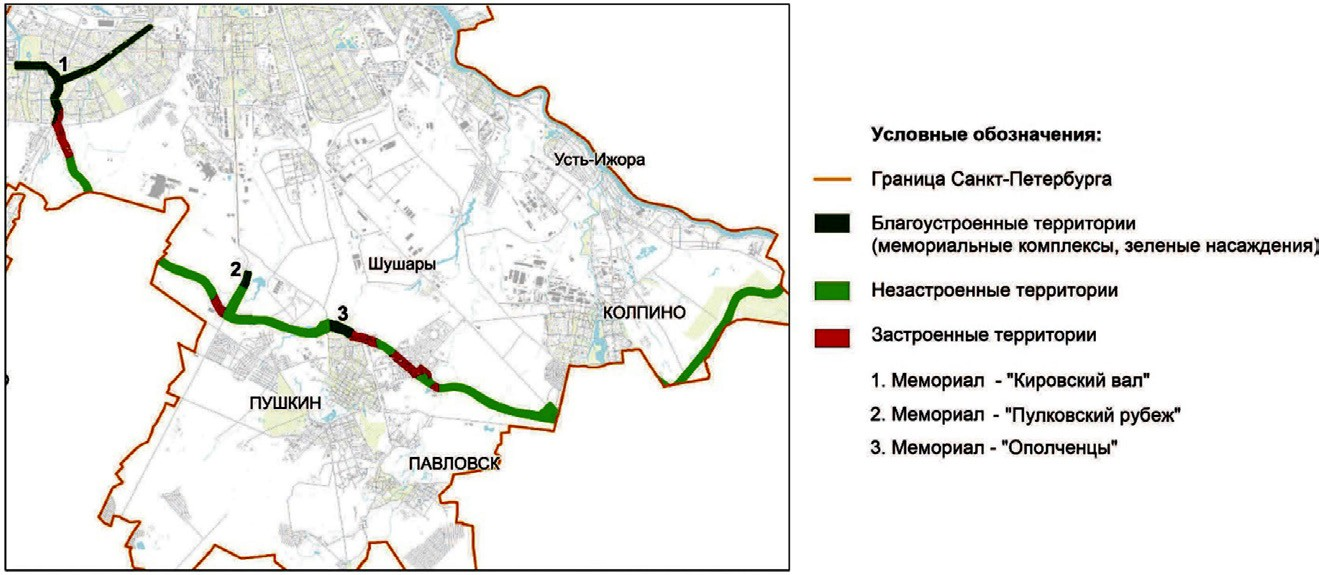 1
Усть-Ижора
2
Шушары
3
КОЛПИНО
ПУШКИН
ПАВЛОВСК
Условные обозначения:
Граница Санкт-Петербурга
Благоустроенные территории
(мемориальные комплексы, зеленые насаждения)
Незастроенные территории
Застроенные территории
1. Мемориал - "Кировский вал"
2. Мемориал - "Пулковский рубеж"
3. Мемориал - "Ополченцы"